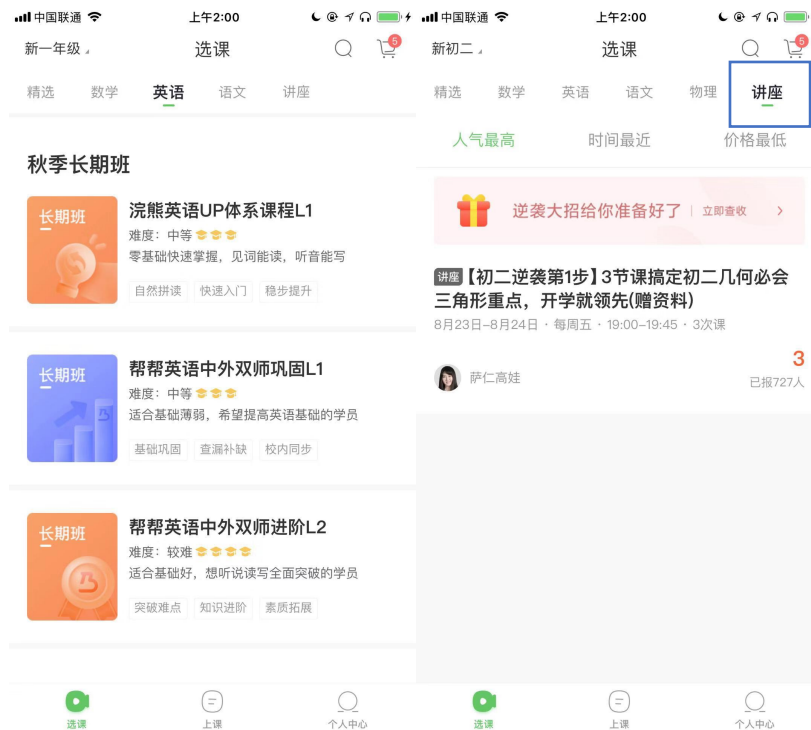 中国联通
上午2:00
新一年级
选课
5
精选
数学
英语
语文
讲座
秋季长期班
长期班
浣熊英语UP体系课程L1
难度：中等
零基础快速掌握，见词能读，听音能写
自然拼读
快速入门
稳步提升
长期班
帮帮英语中外双师巩固L1
难度：中等
适合基础薄弱，希望提高英语基础的学员
基础巩固
查漏补缺
校内同步
长期班
帮帮英语中外双师进阶L2
难度：较难
适合基础好，想听说读写全面突破的学员
突破难点
知识进阶
素质拓展
选课
上课
个人中心
中国联通
上午2:00
新初二
选课
5
精选
数学
英语
语文
物理
讲座
人气最高
时间最近
价格最低
逆袭大招给你准备好了
立即查收
讲座【初二逆袭第1步】3节课搞定初二几何必会
三角形重点，开学就领先(赠资料)
8月23日–8月24日 · 每周五 · 19:00–19:45 · 3次课
萨仁高娃
3
已报727人
选课
上课
个人中心